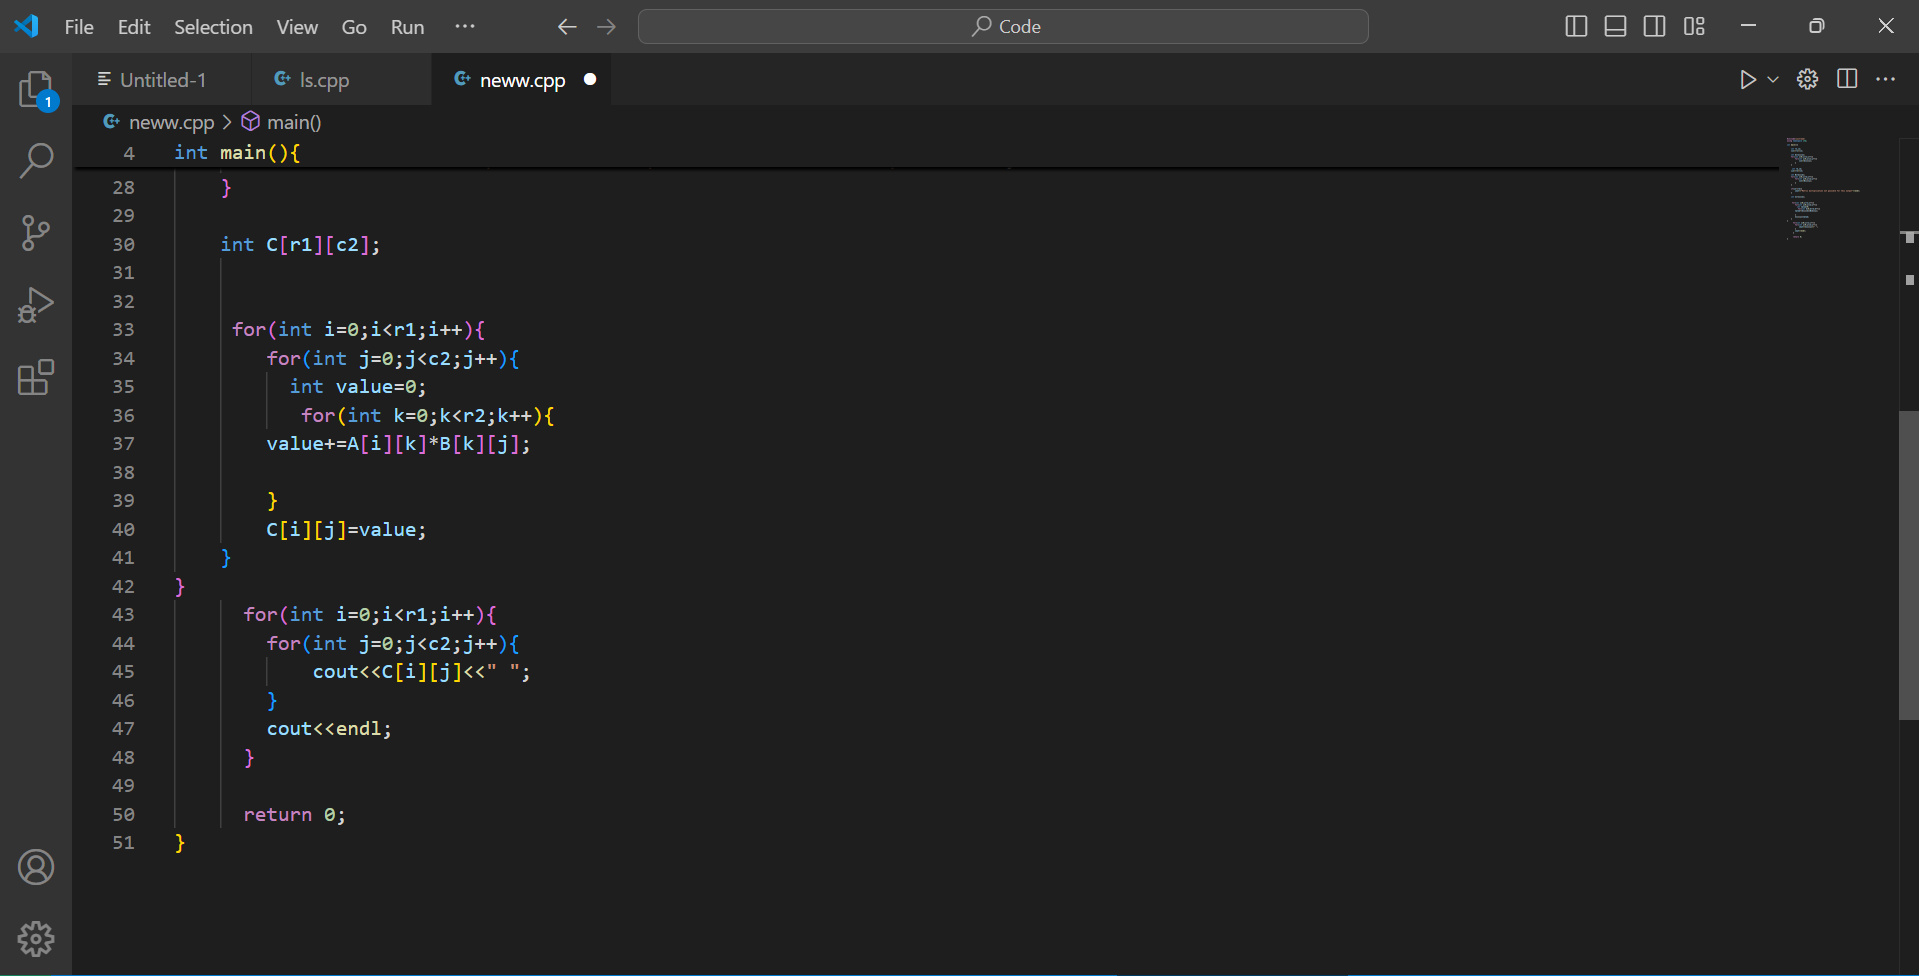 File Edit Selection View Go Run ··· Code
Untitled-1 ls.cpp neww.cpp
1
neww.cpp > main()
4 int main(){
28 }
29
30 int C[r1][c2];
31
32
33 for(int i=0;i<r1;i++){
34 for(int j=0;j<c2;j++){
35 int value=0;
36 for(int k=0;k<r2;k++){
37 value+=A[i][k]*B[k][j];
38
39 }
40 C[i][j]=value;
41 }
42 }
43 for(int i=0;i<r1;i++){
44 for(int j=0;j<c2;j++){
45 cout<<C[i][j]<<" ";
46 }
47 cout<<endl;
48 }
49
50 return 0;
51 }